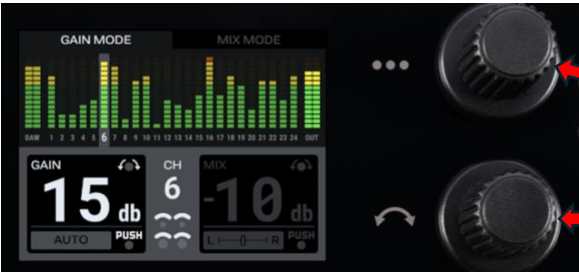 GAIN MODE
MIX MODE
DAW 1 2 3 4 5 6 7 8 9 10 11 12 13 14 15 16 17 18 19 20 21 22 23 24 OUT
GAIN
CH
MIX
15 db
6
-10 db
AUTO
PUSH
L R
PUSH